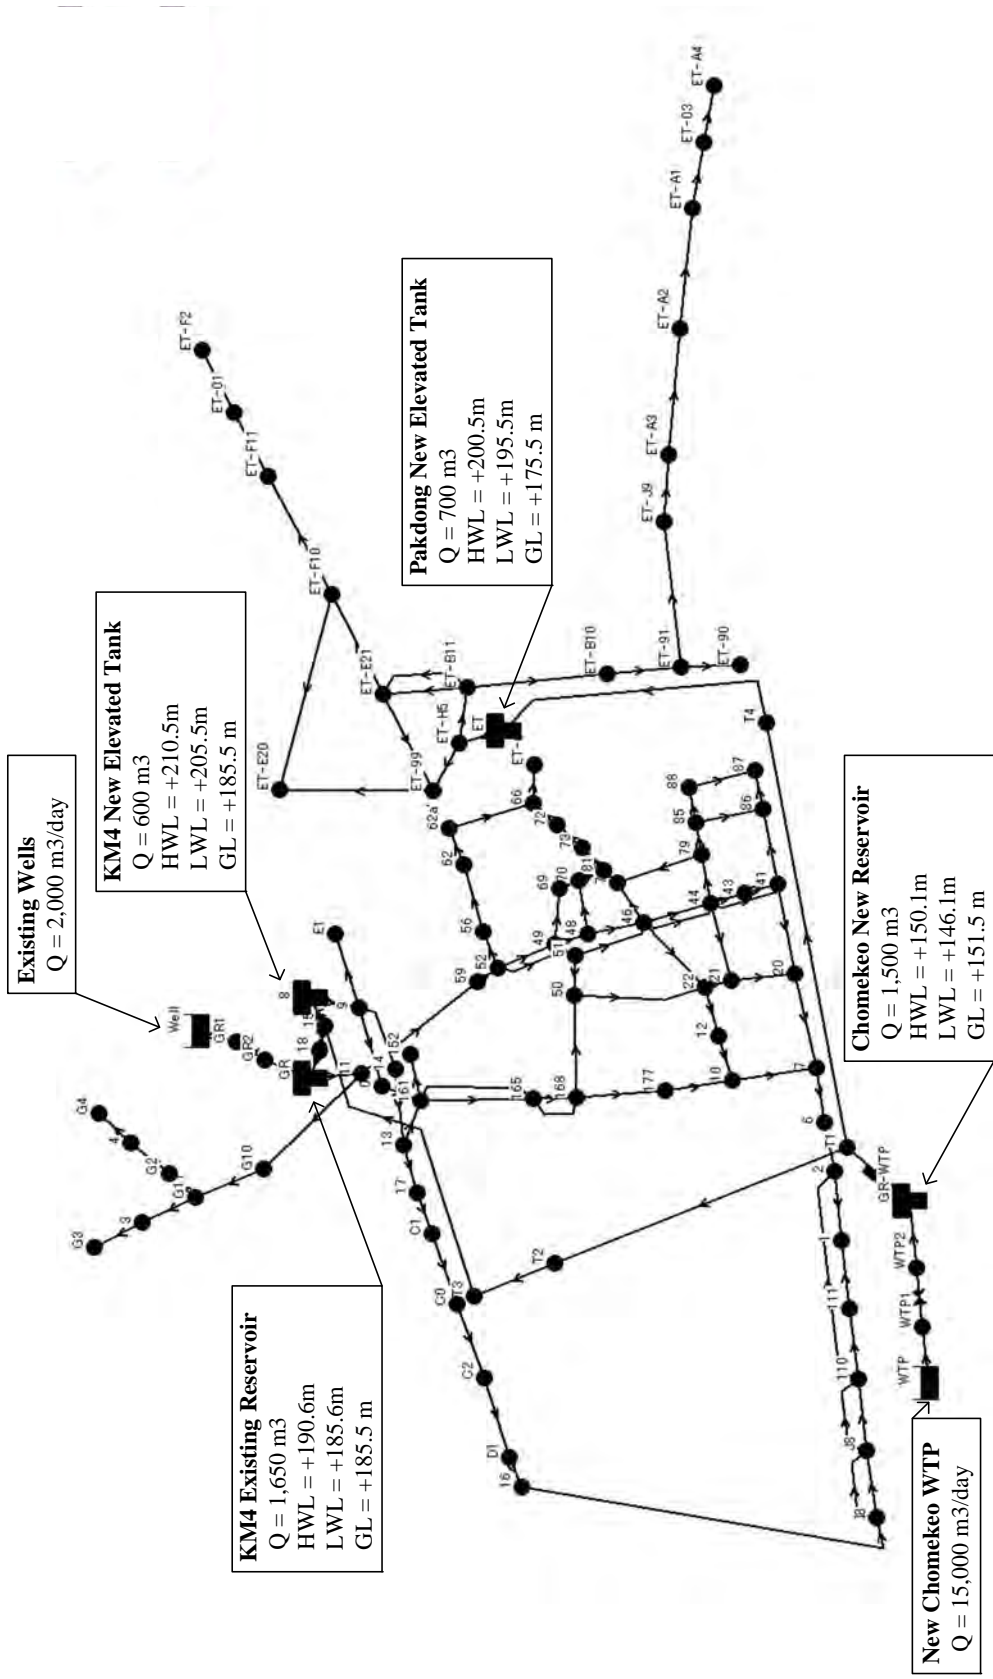 Existing Wells
Q = 2,000 m3/day
KM4 New Elevated Tank
Q = 600 m3
HWL = +210.5m
LWL = +205.5m
GL = +185.5 m
Pakdong New Elevated Tank
Q = 700 m3
HWL = +200.5m
LWL = +195.5m
GL = +175.5 m
KM4 Existing Reservoir
Q = 1,650 m3
HWL = +190.6m
LWL = +185.6m
GL = +185.5 m
Chomekeo New Reservoir
Q = 1,500 m3
HWL = +150.1m
LWL = +146.1m
GL = +151.5 m
New Chomekeo WTP
Q = 15,000 m3/day
ET-A4
ET-03
ET-A1
ET-A2
ET-A3
ET-J9
ET-F2
ET-01
ET-F11
ET-F10
ET-E21
ET-B11
ET-B10
ET-91
ET-90
ET-H5
ET
ET-99
ET-E20
62a'
62
66
72
73
81
70
69
56
59
52
49
48
51
50
46
44
43
41
79
85
88
87
86
T4
22
21
20
12
10
7
6
T1
2
1
111
110
J8
I8
GR-WTP
WTP2
WTP1
WTP
T2
T3
C0
C2
D1
16
C1
17
13
161
152
14
11
165
168
177
E1
9
8
15
18
GR
GR2
GR1
Well
G10
G1
G2
4
G4
3
G3